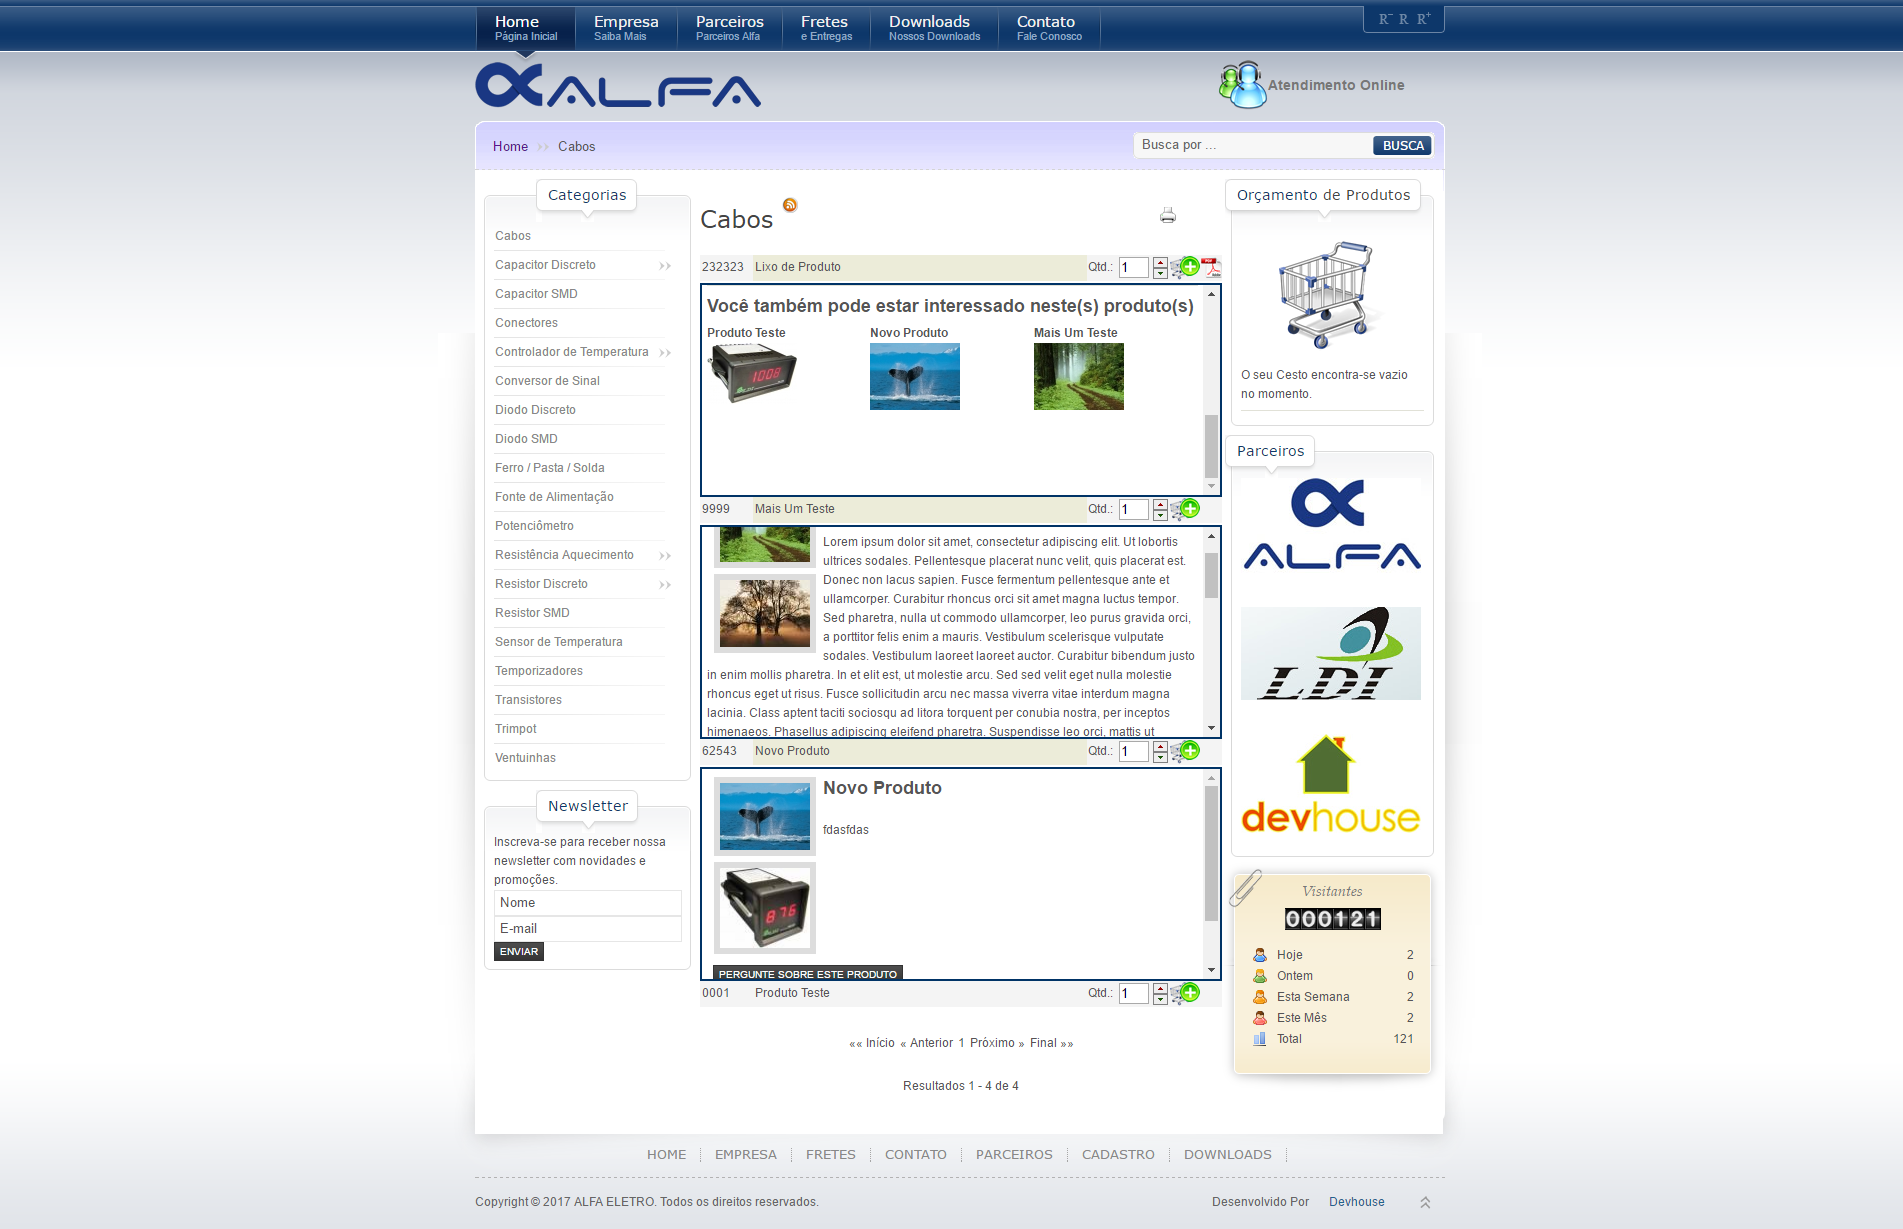 Home
Página Inicial
Empresa
Saiba Mais
Parceiros
Parceiros Alfa
Fretes
e Entregas
Downloads
Nossos Downloads
Contato
Fale Conosco
R- R R+
ALFA
Atendimento Online
Home Cabos
Busca por ...
BUSCA
Categorias
Cabos
Capacitor Discreto
Capacitor SMD
Conectores
Controlador de Temperatura
Conversor de Sinal
Diodo Discreto
Diodo SMD
Ferro / Pasta / Solda
Fonte de Alimentação
Potenciômetro
Resistência Aquecimento
Resistor Discreto
Resistor SMD
Sensor de Temperatura
Temporizadores
Transistores
Trimpot
Ventuinhas
Newsletter
Inscreva-se para receber nossa
newsletter com novidades e
promoções.
Nome
E-mail
ENVIAR
Cabos
232323 Lixo de Produto Qtd.: 1
Você também pode estar interessado neste(s) produto(s)
Produto Teste Novo Produto Mais Um Teste
1008
9999 Mais Um Teste Qtd.: 1
Lorem ipsum dolor sit amet, consectetur adipiscing elit. Ut lobortis
ultrices sodales. Pellentesque placerat nunc velit, quis placerat est.
Donec non lacus sapien. Fusce fermentum pellentesque ante et
ullamcorper. Curabitur rhoncus orci sit amet magna luctus tempor.
Sed pharetra, nulla ut commodo ullamcorper, leo purus gravida orci,
a porttitor felis enim a mauris. Vestibulum scelerisque vulputate
sodales. Vestibulum laoreet laoreet auctor. Curabitur bibendum justo
in enim mollis pharetra. In et elit est, ut molestie arcu. Sed sed velit eget nulla molestie
rhoncus eget ut risus. Fusce sollicitudin arcu nec massa viverra vitae interdum magna
lacinia. Class aptent taciti sociosqu ad litora torquent per conubia nostra, per inceptos
himenaeos. Phasellus adipiscing eleifend pharetra. Suspendisse leo orci, mattis ut
62543 Novo Produto Qtd.: 1
Novo Produto
fdasfdas
876
PERGUNTE SOBRE ESTE PRODUTO
0001 Produto Teste Qtd.: 1
«« Início « Anterior 1 Próximo » Final »»
Resultados 1 - 4 de 4
Orçamento de Produtos
O seu Cesto encontra-se vazio
no momento.
Parceiros
ALFA
LDI
devhouse
Visitantes
000121
Hoje 2
Ontem 0
Esta Semana 2
Este Mês 2
Total 121
HOME EMPRESA FRETES CONTATO PARCEIROS CADASTRO DOWNLOADS
Copyright © 2017 ALFA ELETRO. Todos os direitos reservados.
Desenvolvido Por Devhouse